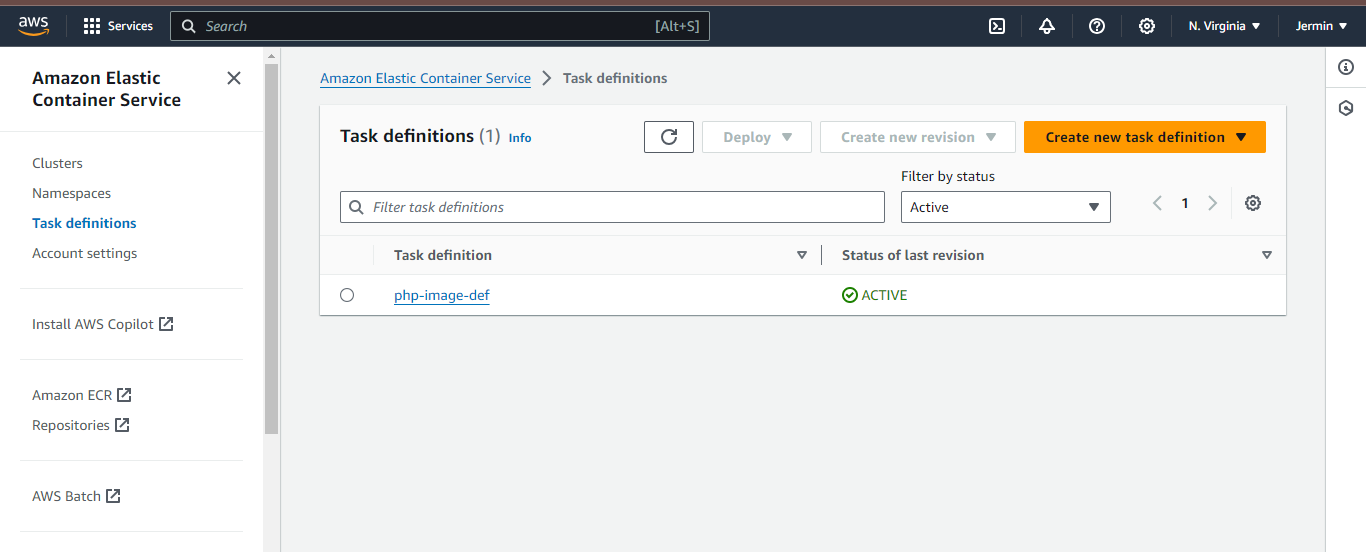 aws Services Search [Alt+S] N. Virginia Jermin
Amazon Elastic
Container Service
Clusters
Namespaces
Task definitions
Account settings
Install AWS Copilot
Amazon ECR
Repositories
AWS Batch
Amazon Elastic Container Service Task definitions
Task definitions (1) Info Deploy Create new revision Create new task definition
Filter by status
Filter task definitions Active 1
Task definition Status of last revision
php-image-def ACTIVE